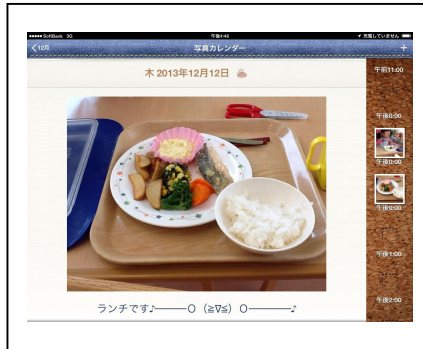 SoftBank 3G 午後4:48 充電していません
12月 写真カレンダー +
木 2013年12月12日
午前11:00
午後0:00
午後0:00
午後0:00
午後1:00
午後2:00
ランチです♪――――O (≧∇≦) O――――♪